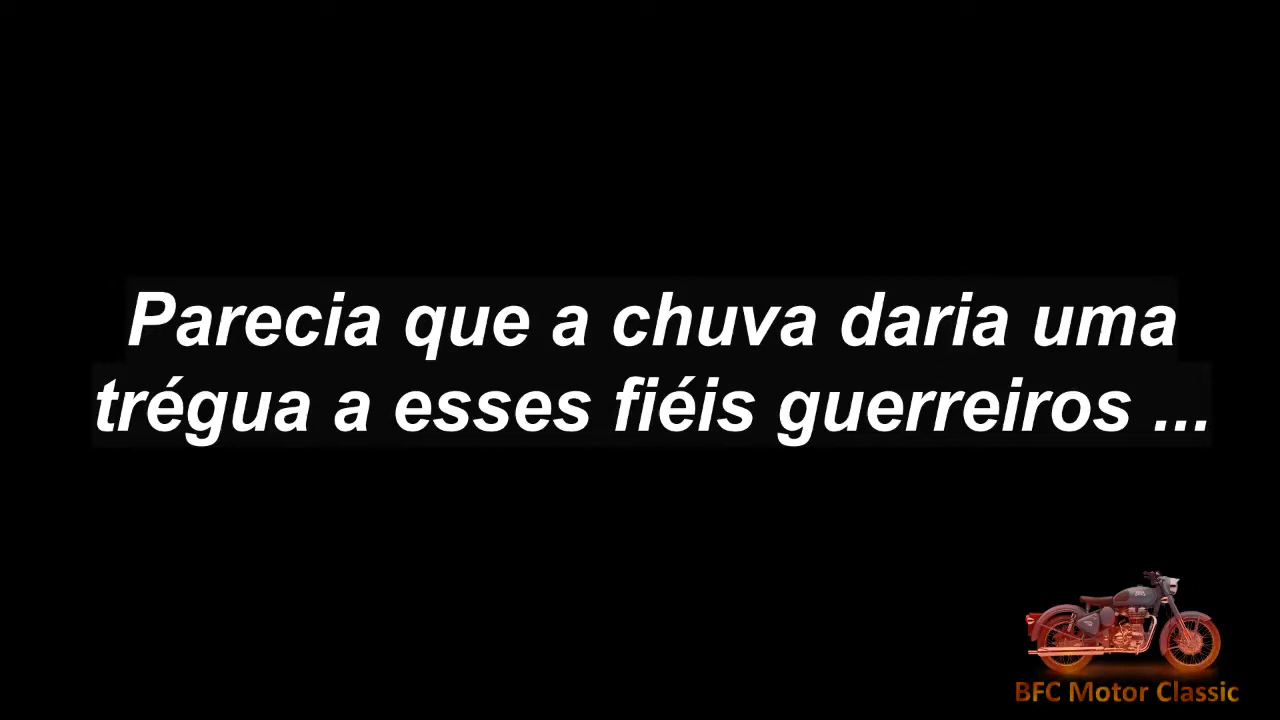 Parecia que a chuva daria uma
trégua a esses fiéis guerreiros ...
BFC Motor Classic